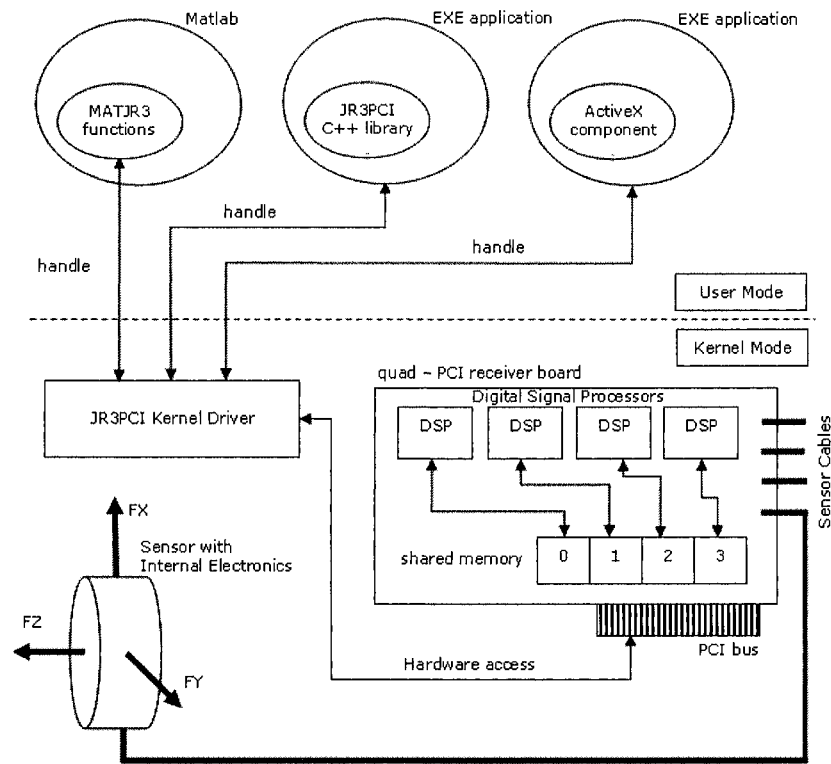 Matlab
EXE application
EXE application
MATJR3
functions
JR3PCI
C++ library
ActiveX
component
handle
handle
handle
User Mode
Kernel Mode
quad - PCI receiver board
Digital Signal Processors
JR3PCI Kernel Driver
DSP
DSP
DSP
DSP
Sensor Cables
FX
Sensor with
Internal Electronics
shared memory
0
1
2
3
FZ
FY
Hardware access
PCI bus